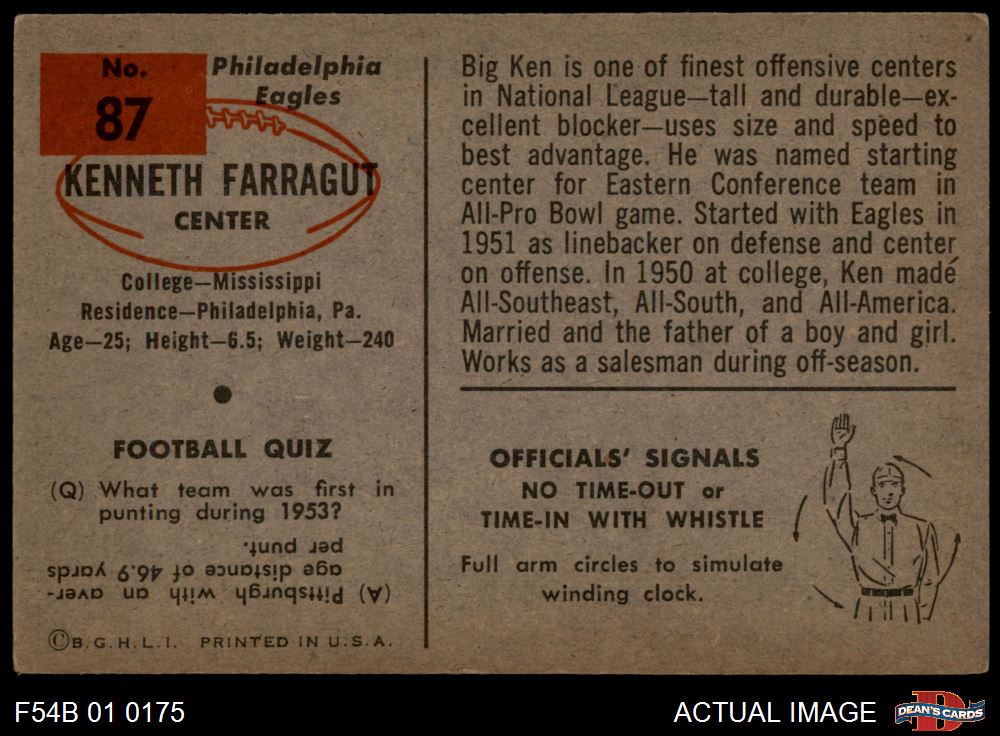 No.
87
Philadelphia
Eagles
KENNETH FARRAGUT
CENTER
College—Mississippi
Residence—Philadelphia, Pa.
Age—25; Height—6.5; Weight—240
FOOTBALL QUIZ
(Q) What team was first in
punting during 1953?
(A) Pittsburgh with an aver-
age distance of 46.9 yards
per punt.
©B.G.H.L.I. PRINTED IN U.S.A.
Big Ken is one of finest offensive centers
in National League—tall and durable—ex-
cellent blocker—uses size and speed to
best advantage. He was named starting
center for Eastern Conference team in
All-Pro Bowl game. Started with Eagles in
1951 as linebacker on defense and center
on offense. In 1950 at college, Ken made
All-Southeast, All-South, and All-America.
Married and the father of a boy and girl.
Works as a salesman during off-season.
OFFICIALS' SIGNALS
NO TIME-OUT or
TIME-IN WITH WHISTLE
Full arm circles to simulate
winding clock.
F54B 01 0175
ACTUAL IMAGE
D
DEAN'S CARDS